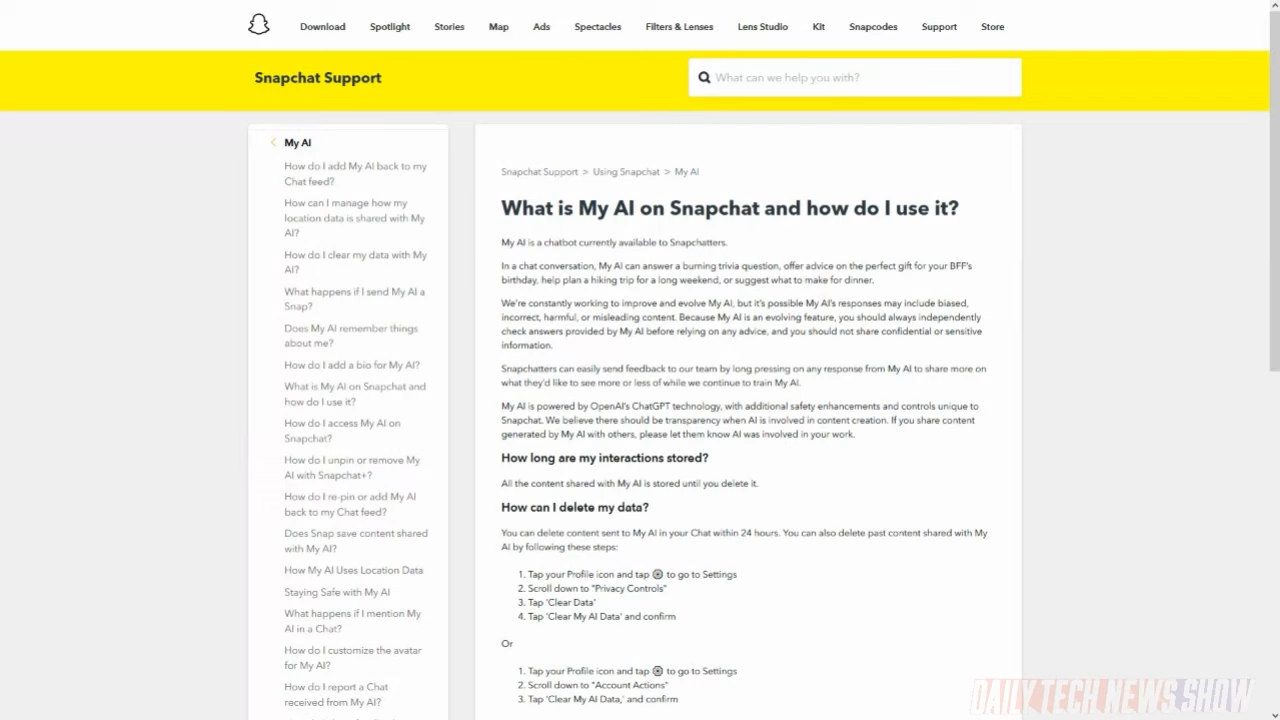 Download Spotlight Stories Map Ads Spectacles Filters & Lenses Lens Studio Kit Snapcodes Support Store
Snapchat Support
What can we help you with?
My AI
How do I add My AI back to my
Chat feed?
How can I manage how my
location data is shared with My
AI?
How do I clear my data with My
AI?
What happens if I send My AI a
Snap?
Does My AI remember things
about me?
How do I add a bio for My AI?
What is My AI on Snapchat and
how do I use it?
How do I access My AI on
Snapchat?
How do I unpin or remove My
AI with Snapchat+?
How do I re-pin or add My AI
back to my Chat feed?
Does Snap save content shared
with My AI?
How My AI Uses Location Data
Staying Safe with My AI
What happens if I mention My
AI in a Chat?
How do I customize the avatar
for My AI?
How do I report a Chat
received from My AI?
Snapchat Support > Using Snapchat > My AI
What is My AI on Snapchat and how do I use it?
My AI is a chatbot currently available to Snapchatters.
In a chat conversation, My AI can answer a burning trivia question, offer advice on the perfect gift for your BFF's
birthday, help plan a hiking trip for a long weekend, or suggest what to make for dinner.
We're constantly working to improve and evolve My AI, but it's possible My AI's responses may include biased,
incorrect, harmful, or misleading content. Because My AI is an evolving feature, you should always independently
check answers provided by My AI before relying on any advice, and you should not share confidential or sensitive
information.
Snapchatters can easily send feedback to our team by long pressing on any response from My AI to share more on
what they'd like to see more or less of while we continue to train My AI.
My AI is powered by OpenAI's ChatGPT technology, with additional safety enhancements and controls unique to
Snapchat. We believe there should be transparency when AI is involved in content creation. If you share content
generated by My AI with others, please let them know AI was involved in your work.
How long are my interactions stored?
All the content shared with My AI is stored until you delete it.
How can I delete my data?
You can delete content sent to My AI in your Chat within 24 hours. You can also delete past content shared with My
AI by following these steps:
1. Tap your Profile icon and tap to go to Settings
2. Scroll down to "Privacy Controls"
3. Tap 'Clear Data'
4. Tap 'Clear My AI Data' and confirm
Or
1. Tap your Profile icon and tap to go to Settings
2. Scroll down to "Account Actions"
3. Tap 'Clear My AI Data,' and confirm
DAILY TECH NEWS SHOW